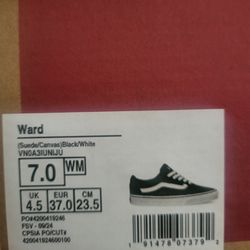 Ward
(Suede/Canvas)Black/White
VN0A3IUNIJU
7.0 WM
UK EUR CM
4.5 37.0 23.5
PO#4200419246
FSV - 09/24
CPSIA PO/CUT#
420041924600100
1 91478 07379 2